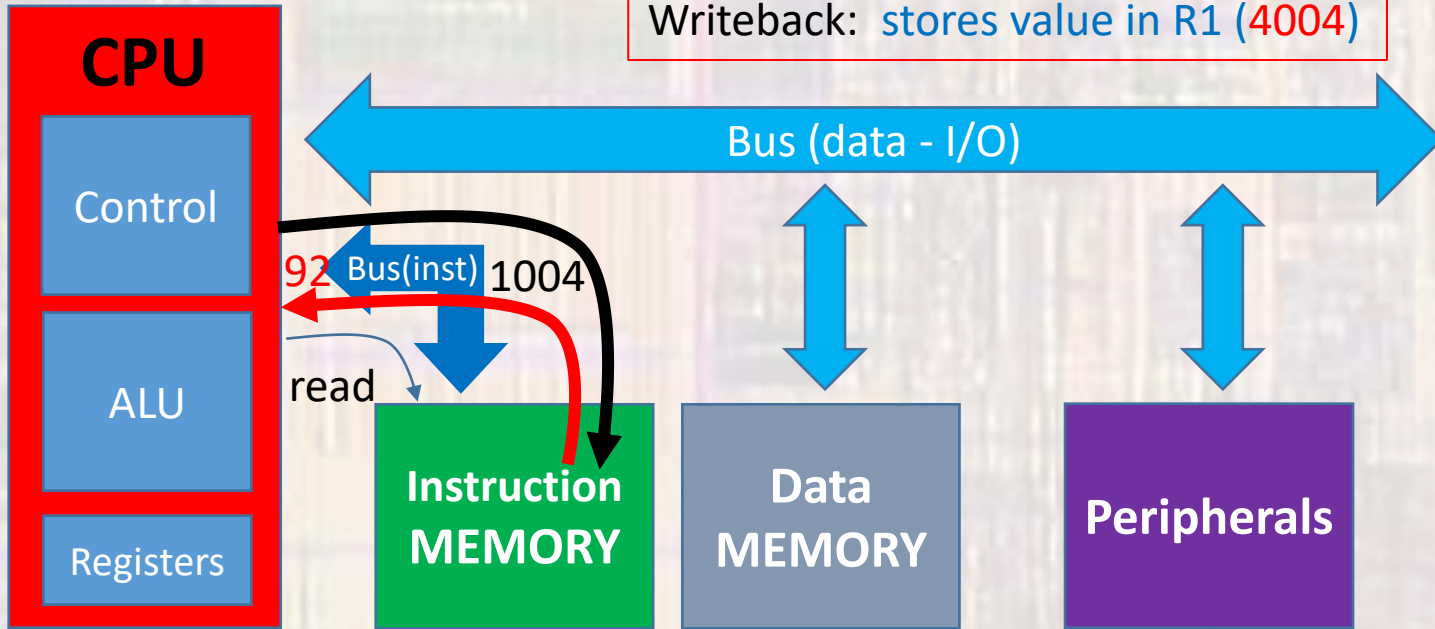 Writeback: stores value in R1 (4004)
CPU
Bus (data - I/O)
Control
92 Bus(inst) 1004
read
ALU
Instruction
MEMORY
Data
MEMORY
Peripherals
Registers